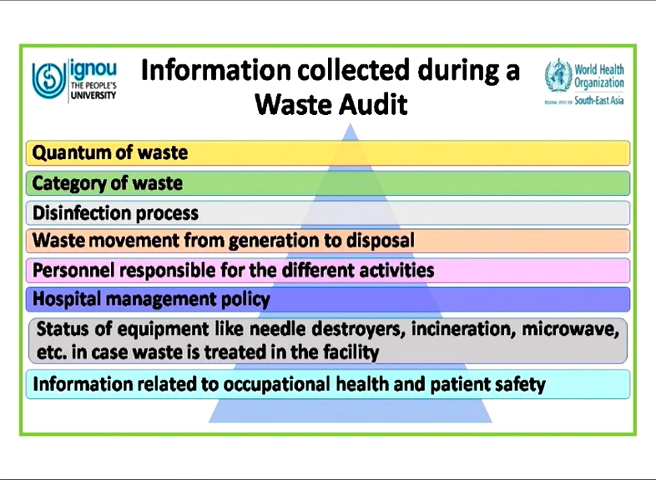 ignou
THE PEOPLE'S
UNIVERSITY
Information collected during a
Waste Audit
World Health
Organization
REGIONAL OFFICE FOR South-East Asia
Quantum of waste
Category of waste
Disinfection process
Waste movement from generation to disposal
Personnel responsible for the different activities
Hospital management policy
Status of equipment like needle destroyers, incineration, microwave,
etc. in case waste is treated in the facility
Information related to occupational health and patient safety